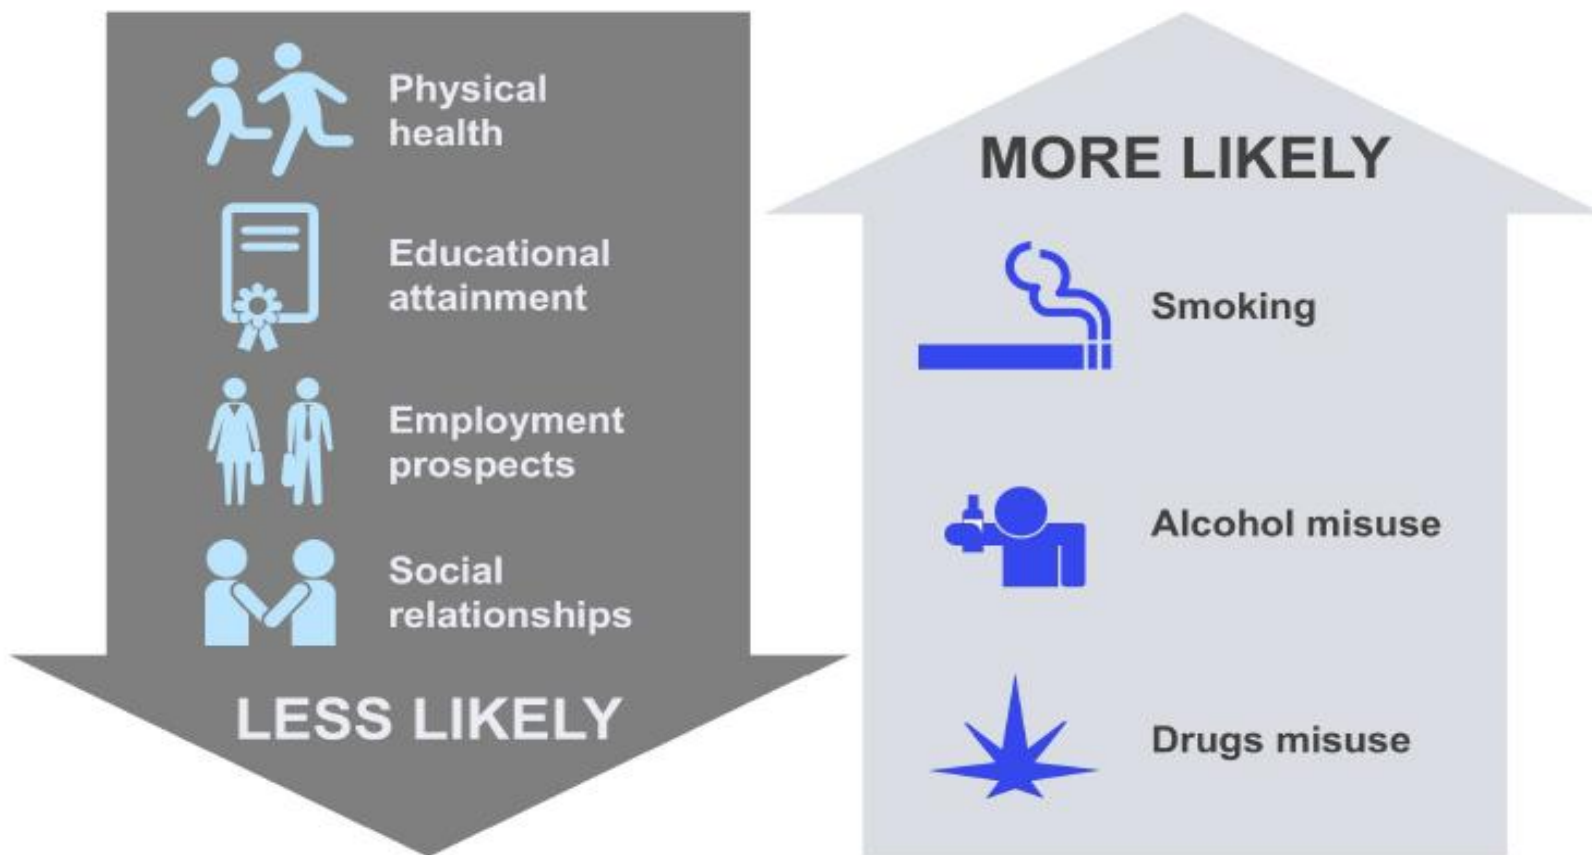 Physical
health
Educational
attainment
Employment
prospects
Social
relationships
LESS LIKELY
MORE LIKELY
Smoking
Alcohol misuse
Drugs misuse